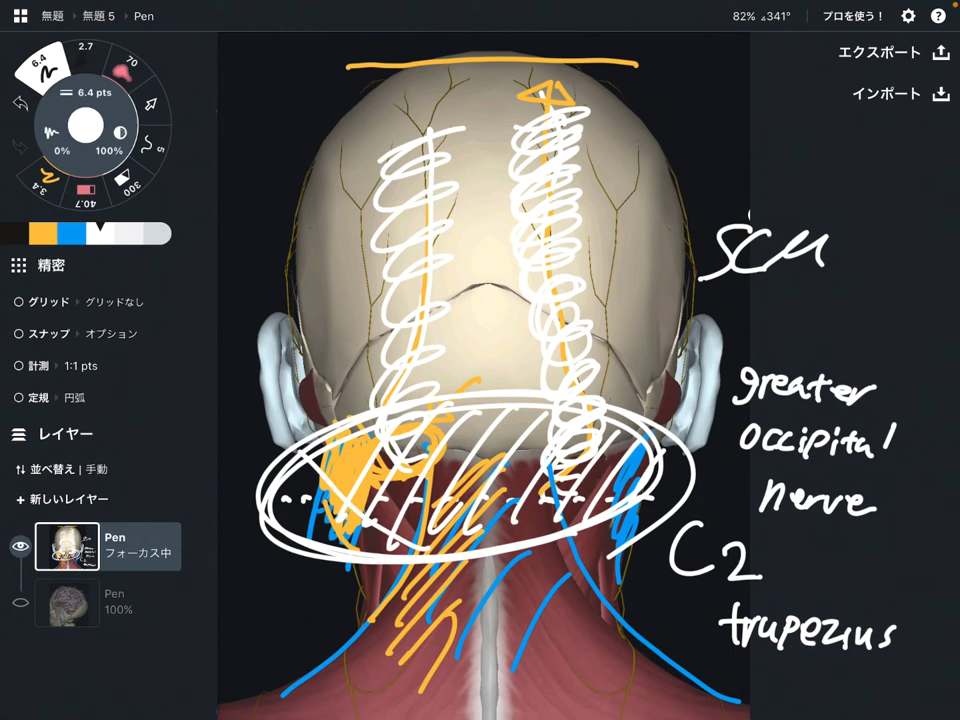 無題 無題 5 Pen
82% ∠341° プロを使う! ?
エクスポート
インポート
2.7
6.4
70
6.4 pts
0% 100%
5
3.4
40.7
300
精密
グリッド グリッドなし
スナップ オプション
計測 1:1 pts
定規 円弧
レイヤー
並べ替え | 手動
+ 新しいレイヤー
Pen
フォーカス中
Pen
100%
SCM
greater
occipital
nerve
C2
trapezius